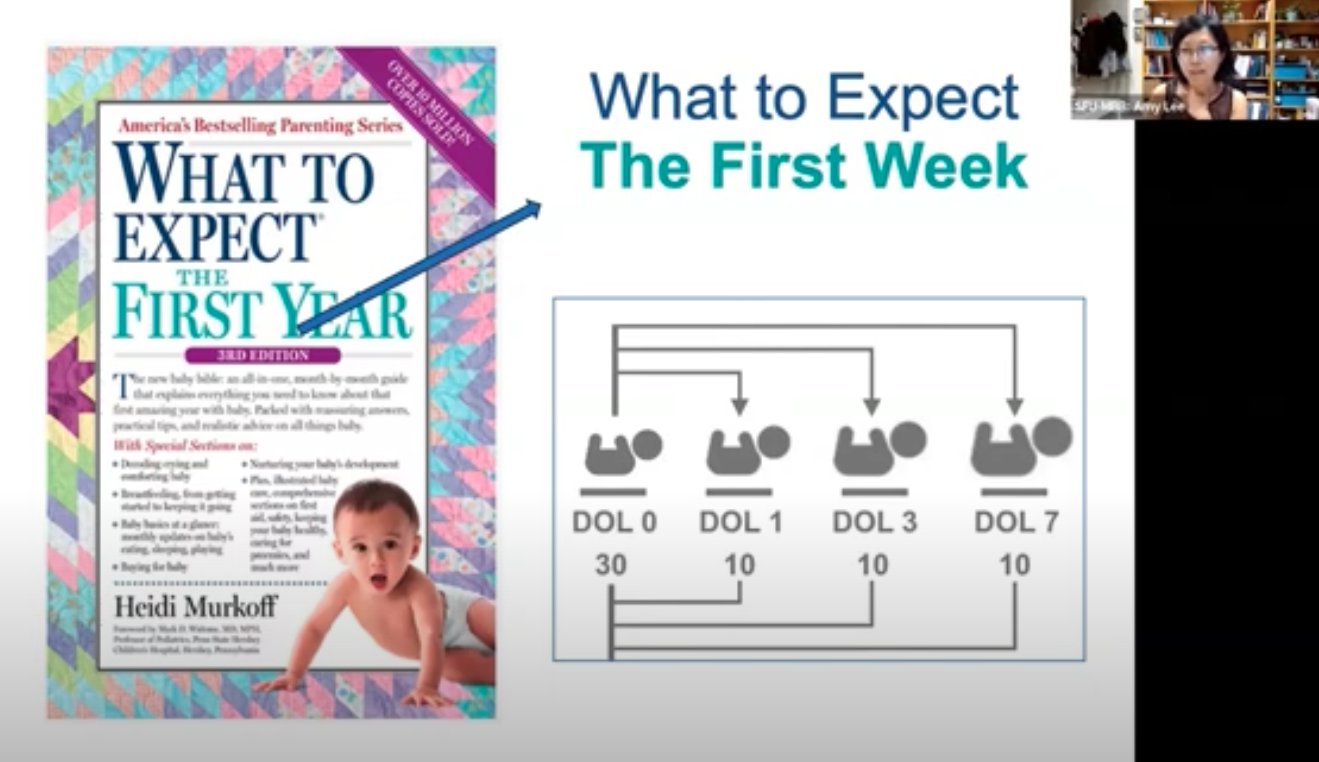 OVER 10 MILLION
COPIES SOLD!
America's Bestselling Parenting Series
WHAT TO
EXPECT®
THE
FIRST YEAR
3RD EDITION
The new baby bible: an all-in-one, month-by-month guide
that explains everything you need to know about that
first amazing year with baby. Packed with reassuring answers,
practical tips, and realistic advice on all things baby.
With Special Sections on:
• Decoding crying and
comforting baby
• Breastfeeding, from getting
started to keeping it going
• Baby basics at a glance:
monthly updates on baby's
eating, sleeping, playing
• Buying for baby
• Nurturing your baby's development
• Plus, illustrated baby
care, comprehensive
sections on first
aid, safety, keeping
your baby healthy,
caring for
preemies, and
much more
Heidi Murkoff
Foreword by Mark D. Widome, MD, MPH,
Professor of Pediatrics, Penn State Hershey
Children's Hospital, Hershey, Pennsylvania
What to Expect
The First Week
DOL 0 DOL 1 DOL 3 DOL 7
30 10 10 10
Amy Lee